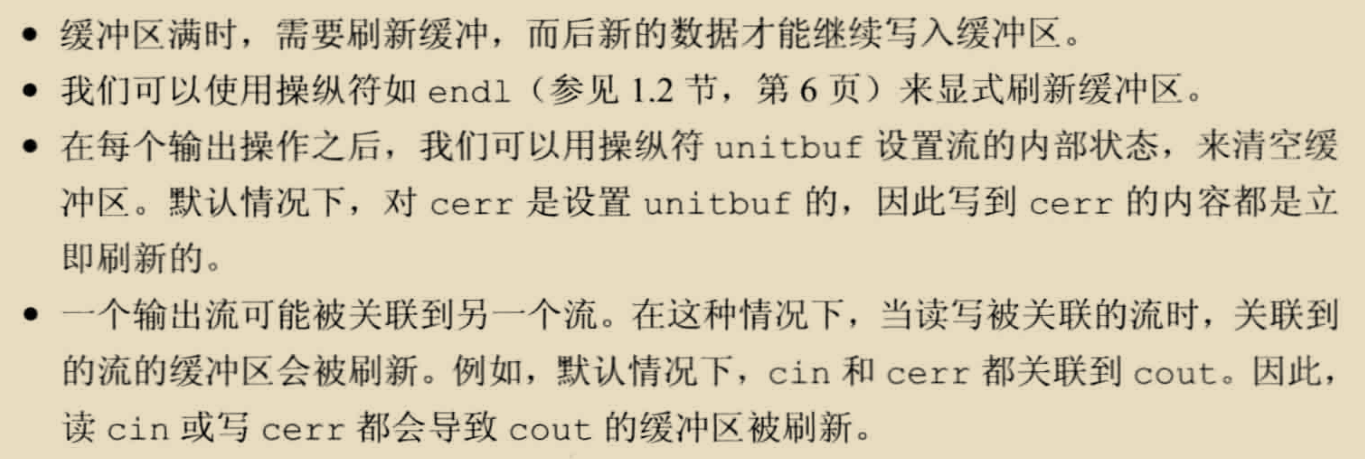 • 缓冲区满时，需要刷新缓冲，而后新的数据才能继续写入缓冲区。
• 我们可以使用操纵符如 endl（参见 1.2 节，第 6 页）来显式刷新缓冲区。
• 在每个输出操作之后，我们可以用操纵符 unitbuf 设置流的内部状态，来清空缓
冲区。默认情况下，对 cerr 是设置 unitbuf 的，因此写到 cerr 的内容都是立
即刷新的。
• 一个输出流可能被关联到另一个流。在这种情况下，当读写被关联的流时，关联到
的流的缓冲区会被刷新。例如，默认情况下，cin 和 cerr 都关联到 cout。因此，
读 cin 或写 cerr 都会导致 cout 的缓冲区被刷新。